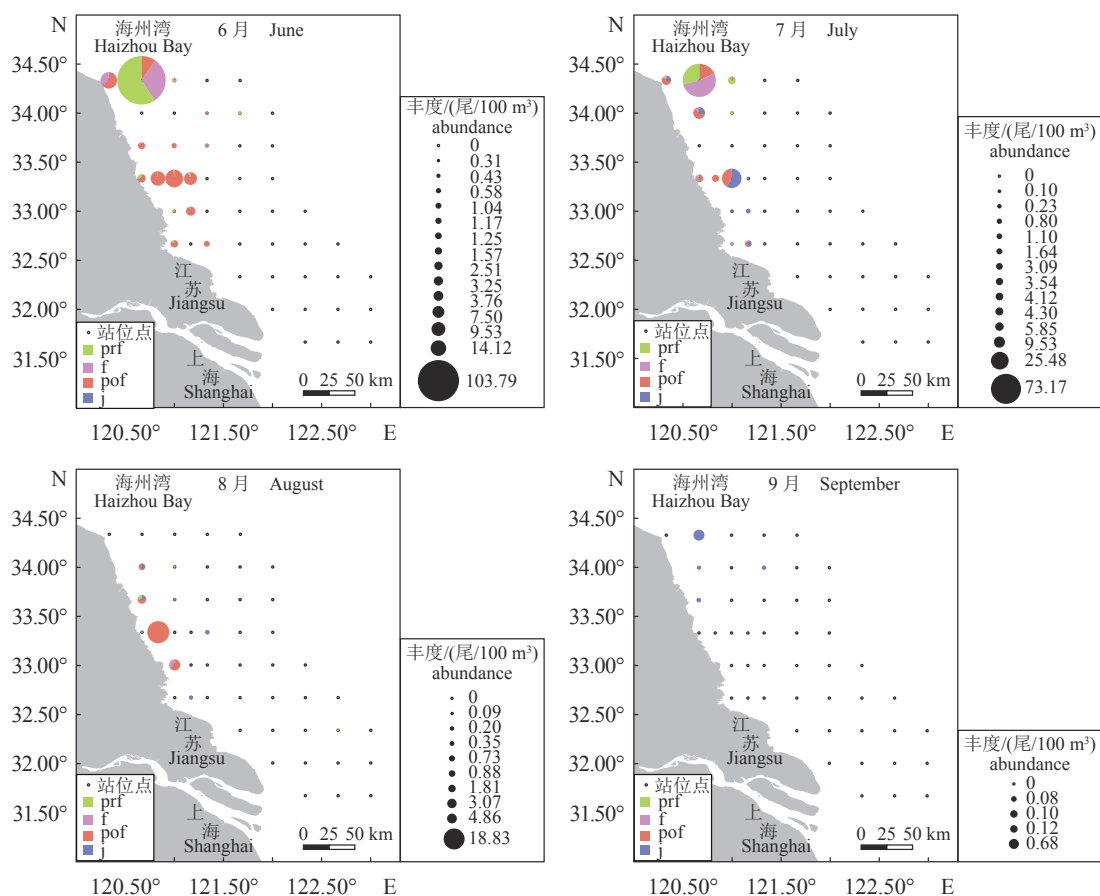 N
海州湾
Haizhou Bay
6 月 June
34.50°
34.00°
33.50°
33.00°
32.50°
32.00°
31.50°
江
苏
Jiangsu
上
海
Shanghai
站位点
prf
f
pof
j
0 25 50 km
120.50° 121.50° 122.50° E
丰度/(尾/100 m³)
abundance
0
0.31
0.43
0.58
1.04
1.17
1.25
1.57
2.51
3.25
3.76
7.50
9.53
14.12
103.79
N
海州湾
Haizhou Bay
7 月 July
34.50°
34.00°
33.50°
33.00°
32.50°
32.00°
31.50°
江
苏
Jiangsu
上
海
Shanghai
站位点
prf
f
pof
j
0 25 50 km
120.50° 121.50° 122.50° E
丰度/(尾/100 m³)
abundance
0
0.10
0.23
0.80
1.10
1.64
3.09
3.54
4.12
4.30
5.85
9.53
25.48
73.17
N
海州湾
Haizhou Bay
8 月 August
34.50°
34.00°
33.50°
33.00°
32.50°
32.00°
31.50°
江
苏
Jiangsu
上
海
Shanghai
站位点
prf
f
pof
j
0 25 50 km
120.50° 121.50° 122.50° E
丰度/(尾/100 m³)
abundance
0
0.09
0.20
0.35
0.73
0.88
1.81
3.07
4.86
18.83
N
海州湾
Haizhou Bay
9 月 September
34.50°
34.00°
33.50°
33.00°
32.50°
32.00°
31.50°
江
苏
Jiangsu
上
海
Shanghai
站位点
prf
f
pof
j
0 25 50 km
120.50° 121.50° 122.50° E
丰度/(尾/100 m³)
abundance
0
0.08
0.10
0.12
0.68